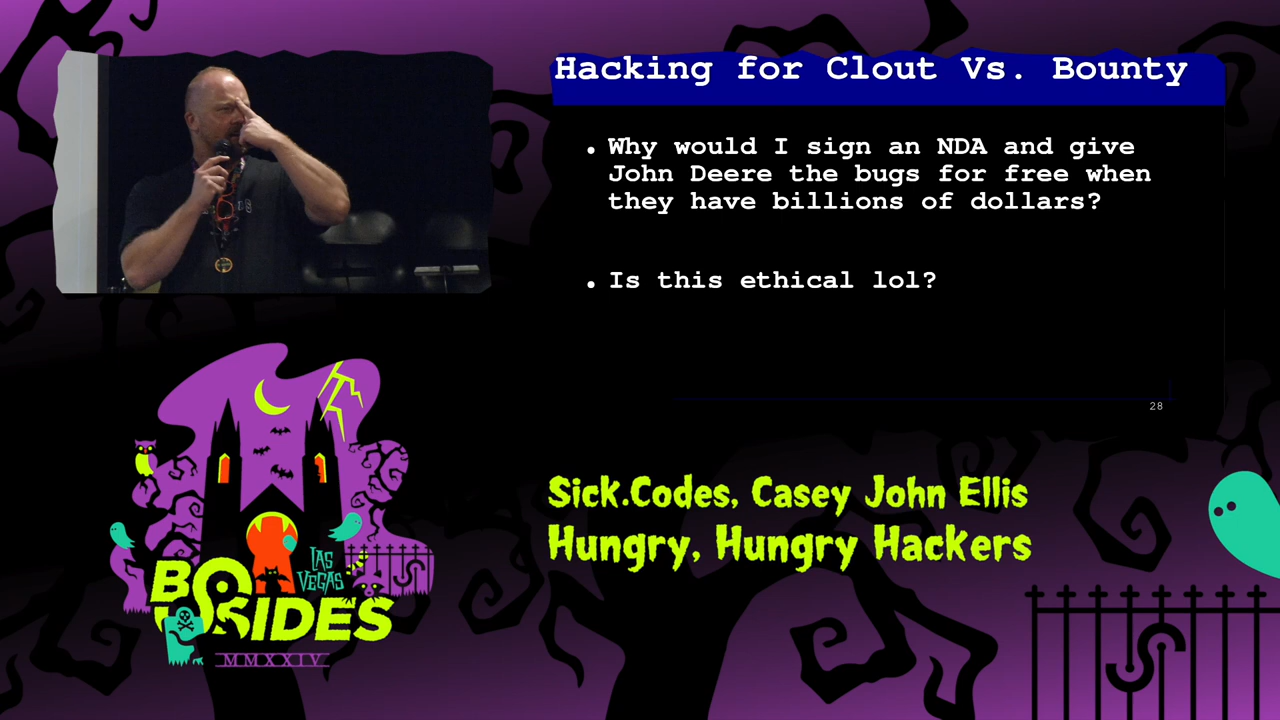 Hacking for Clout Vs. Bounty
• Why would I sign an NDA and give
John Deere the bugs for free when
they have billions of dollars?
• Is this ethical lol?
28
LAS
VEGAS
BSIDES
MMXXIV
Sick.Codes, Casey John Ellis
Hungry, Hungry Hackers